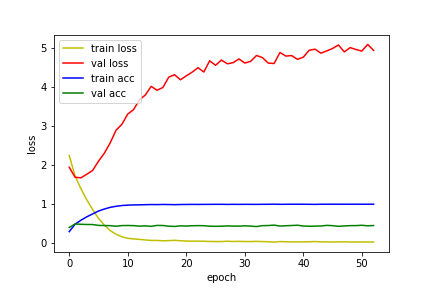 train loss
val loss
train acc
val acc
5
4
3
2
1
0
loss
0 10 20 30 40 50
epoch